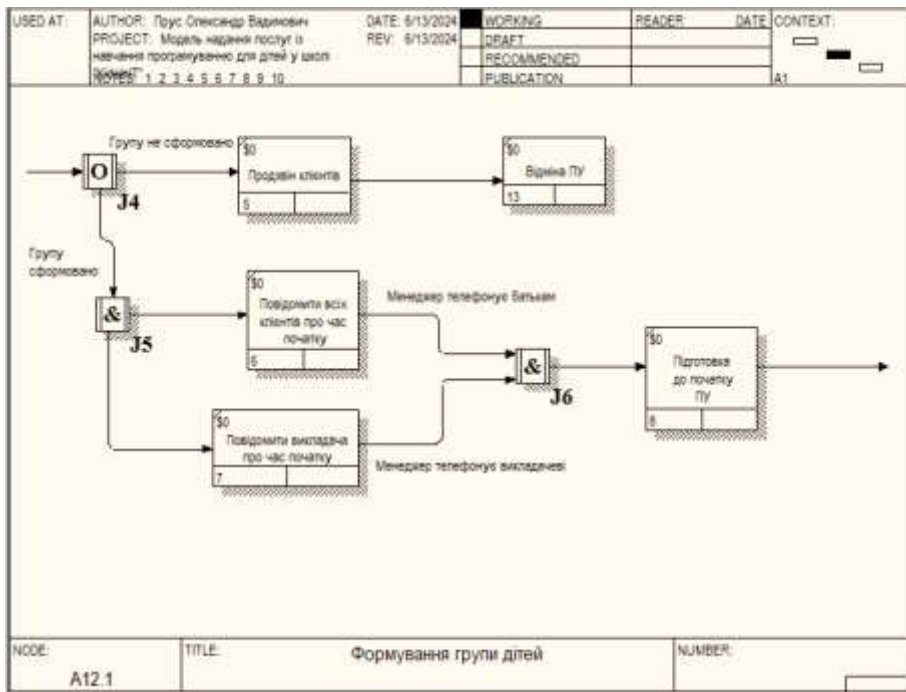 USED AT:
AUTHOR: Прус Олександр Вадимович
DATE: 6/13/2024
WORKING
READER
DATE
CONTEXT:
PROJECT: Модель надання послуг із
REV: 6/13/2024
DRAFT
навчання програмуванню для дітей у школі
RECOMMENDED
NOTES: 1 2 3 4 5 6 7 8 9 10
PUBLICATION
A1
Групу не сформовано
$0
Продзвін клієнтів
5
$0
Відміна ПУ
13
O
J4
Групу
сформовано
&
J5
$0
Повідомити всіх
клієнтів про час
початку
6
Менеджер телефонує батькам
&
J6
$0
Підготовка
до початку
ПУ
8
$0
Повідомити викладача
про час початку
7
Менеджер телефонує викладачеві
NODE:
A12.1
TITLE:
Формування групи дітей
NUMBER: